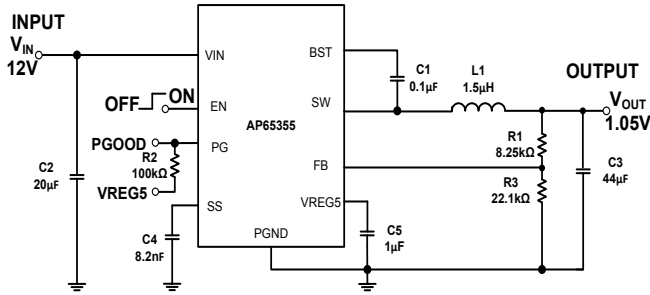 INPUT
V_IN
12V
OFF ON
PGOOD
R2
100kΩ
VREG5
C2
20µF
C4
8.2nF
VIN
EN
PG
SS
AP65355
PGND
BST
SW
FB
VREG5
C1
0.1µF
L1
1.5µH
C5
1µF
OUTPUT
V_OUT
1.05V
R1
8.25kΩ
R3
22.1kΩ
C3
44µF